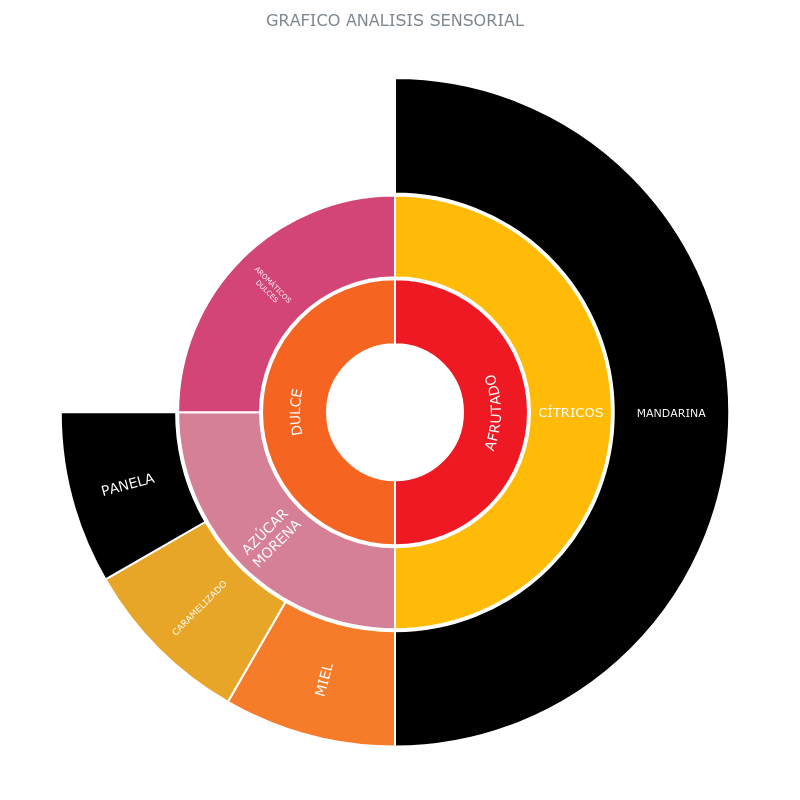 GRAFICO ANALISIS SENSORIAL
AROMÁTICOS
DULCES
DULCE
AFRUTADO
CÍTRICOS
MANDARINA
PANELA
AZÚCAR
MORENA
CARAMELIZADO
MIEL